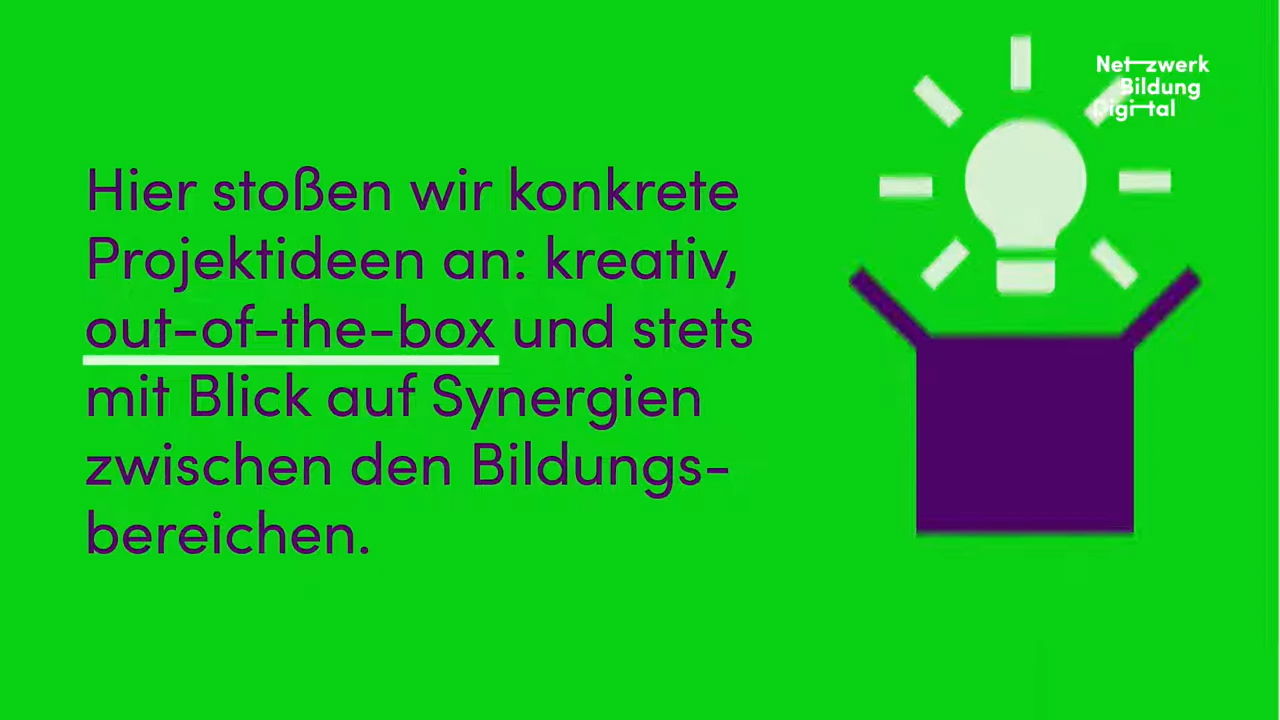 Netzwerk
Bildung
Digital
Hier stoßen wir konkrete
Projektideen an: kreativ,
out-of-the-box und stets
mit Blick auf Synergien
zwischen den Bildungs-
bereichen.